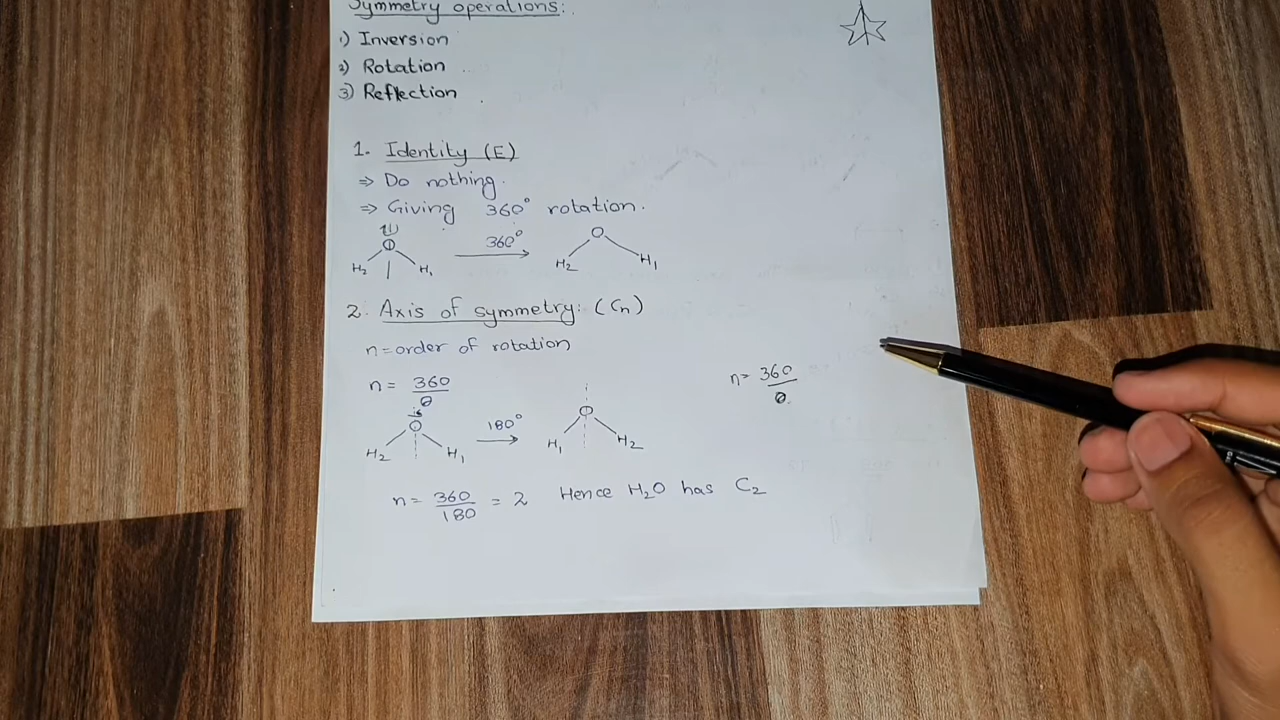 Symmetry operations:
1) Inversion
2) Rotation
3) Reflection
1. Identity (E)
⇒ Do nothing.
⇒ Giving 360° rotation.
O 360° O
H₂ H₁ H₂ H₁
2. Axis of symmetry: (Cn)
n=order of rotation
n = 360/θ n= 360/θ
O 180° O
H₂ H₁ H₁ H₂
n = 360/180 = 2 Hence H₂O has C₂